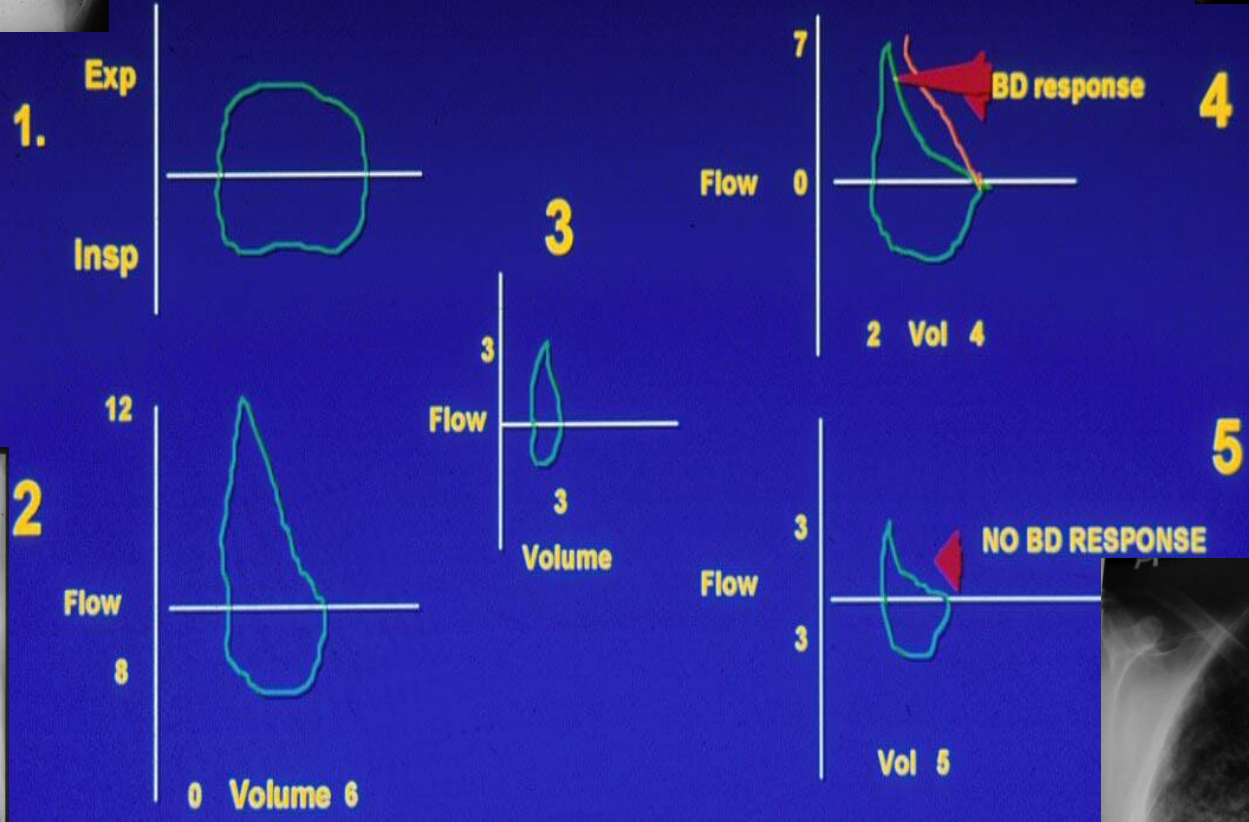 1.
Exp
Insp
2
12
Flow
8
0 Volume 6
3
3
Flow
3
Volume
4
7
BD response
Flow 0
2 Vol 4
5
3
NO BD RESPONSE
Flow
3
Vol 5